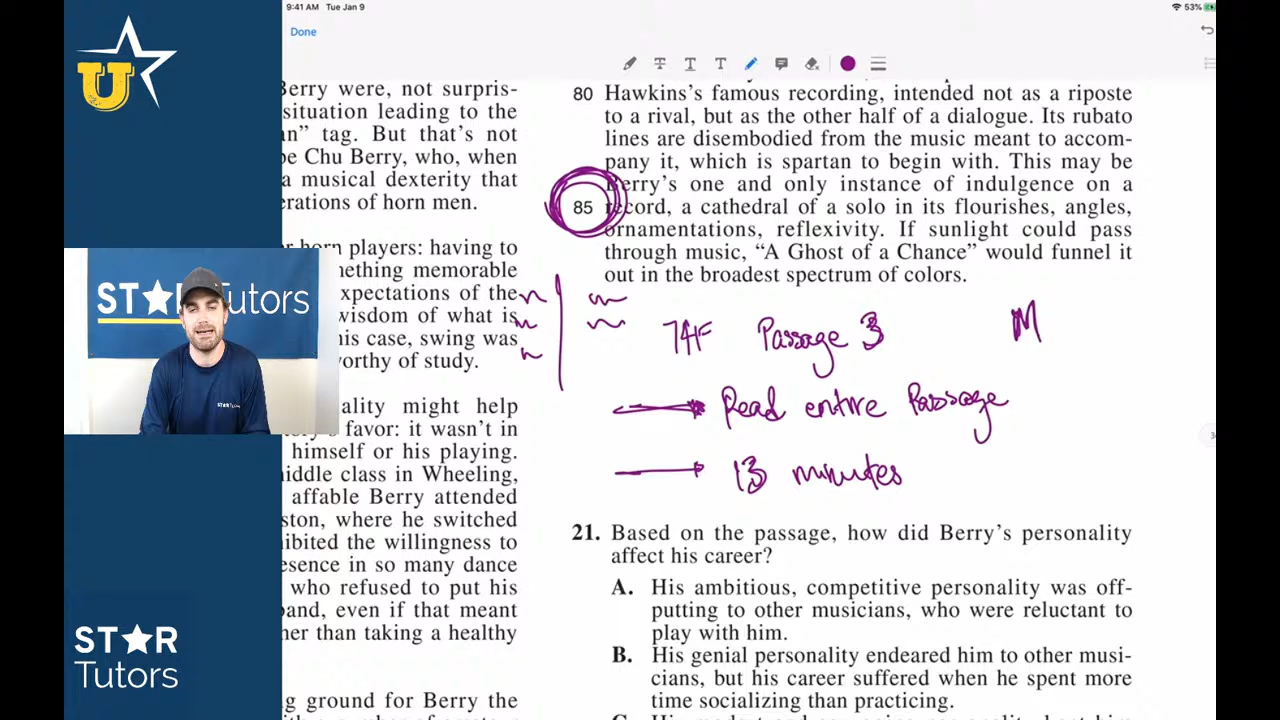 9:41 AM Tue Jan 9
53%
Done
U
Berry were, not surpris-
situation leading to the
an” tag. But that’s not
be Chu Berry, who, when
a musical dexterity that
erations of horn men.
er horn players: having to
mething memorable
xpectations of the
wisdom of what is
his case, swing was
vorthy of study.
ality might help
favor: it wasn’t in
himself or his playing.
niddle class in Wheeling,
affable Berry attended
ston, where he switched
hibited the willingness to
esence in so many dance
who refused to put his
band, even if that meant
her than taking a healthy
ng ground for Berry the
STAR Tutors
STAR
Tutors
80 Hawkins’s famous recording, intended not as a riposte
to a rival, but as the other half of a dialogue. Its rubato
lines are disembodied from the music meant to accom-
pany it, which is spartan to begin with. This may be
Berry’s one and only instance of indulgence on a
85 record, a cathedral of a solo in its flourishes, angles,
ornamentations, reflexivity. If sunlight could pass
through music, “A Ghost of a Chance” would funnel it
out in the broadest spectrum of colors.
74F Passage 3 M
Read entire Passage
13 minutes
21. Based on the passage, how did Berry’s personality
affect his career?
A. His ambitious, competitive personality was off-
putting to other musicians, who were reluctant to
play with him.
B. His genial personality endeared him to other musi-
cians, but his career suffered when he spent more
time socializing than practicing.